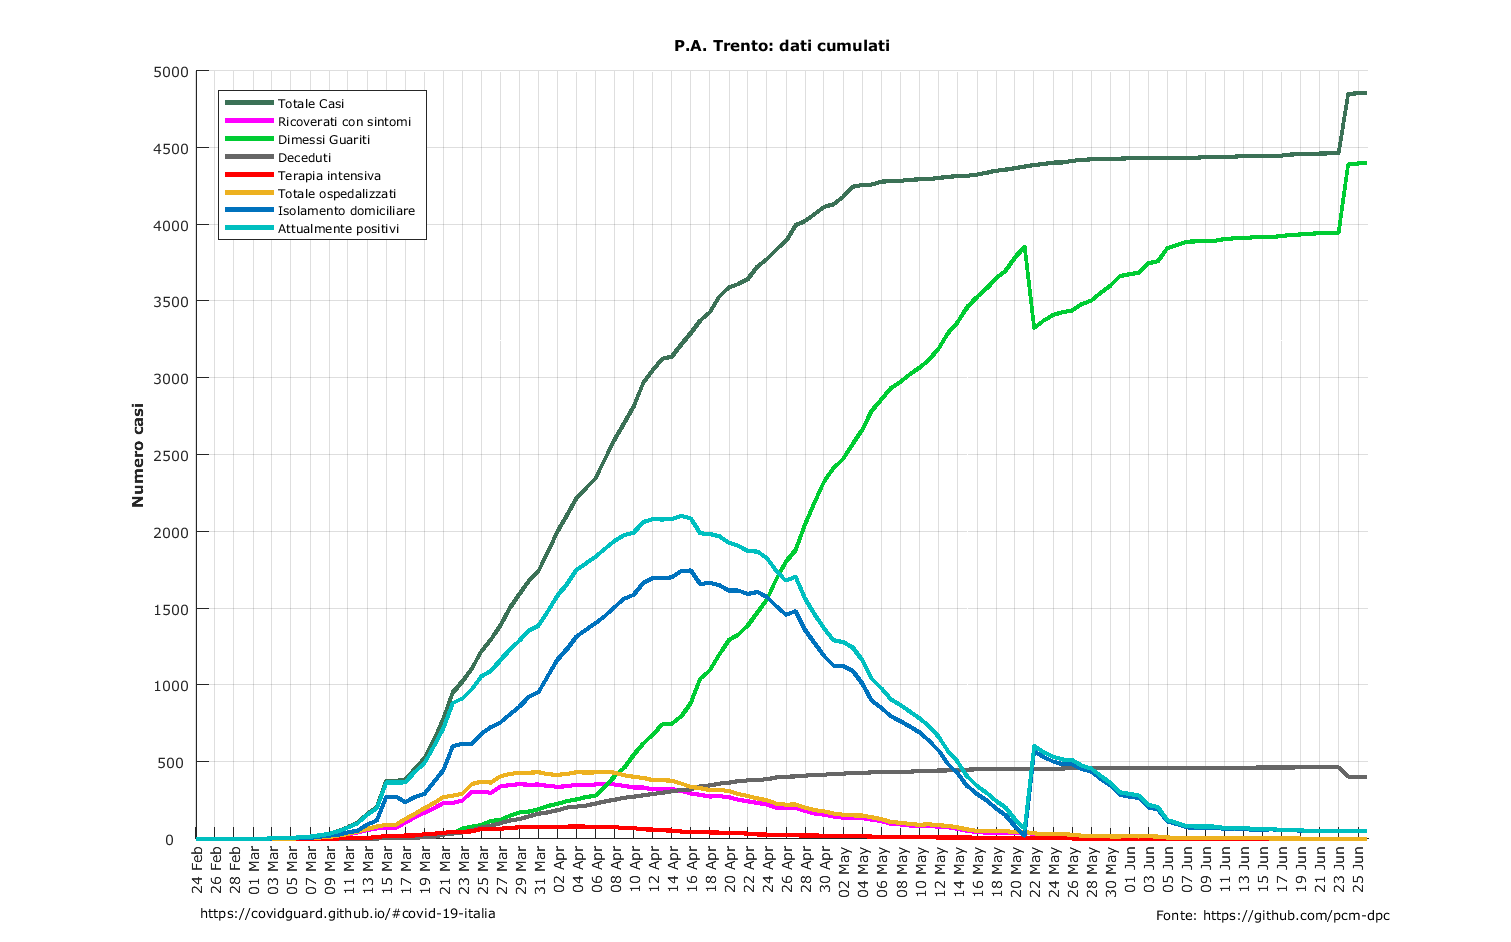 P.A. Trento: dati cumulati
5000
4500
4000
3500
3000
2500
2000
1500
1000
500
0
Numero casi
Totale Casi
Ricoverati con sintomi
Dimessi Guariti
Deceduti
Terapia intensiva
Totale ospedalizzati
Isolamento domiciliare
Attualmente positivi
24 Feb
26 Feb
28 Feb
01 Mar
03 Mar
05 Mar
07 Mar
09 Mar
11 Mar
13 Mar
15 Mar
17 Mar
19 Mar
21 Mar
23 Mar
25 Mar
27 Mar
29 Mar
31 Mar
02 Apr
04 Apr
06 Apr
08 Apr
10 Apr
12 Apr
14 Apr
16 Apr
18 Apr
20 Apr
22 Apr
24 Apr
26 Apr
28 Apr
30 Apr
02 May
04 May
06 May
08 May
10 May
12 May
14 May
16 May
18 May
20 May
22 May
24 May
26 May
28 May
30 May
01 Jun
03 Jun
05 Jun
07 Jun
09 Jun
11 Jun
13 Jun
15 Jun
17 Jun
19 Jun
21 Jun
23 Jun
25 Jun
https://covidguard.github.io/#covid-19-italia
Fonte: https://github.com/pcm-dpc